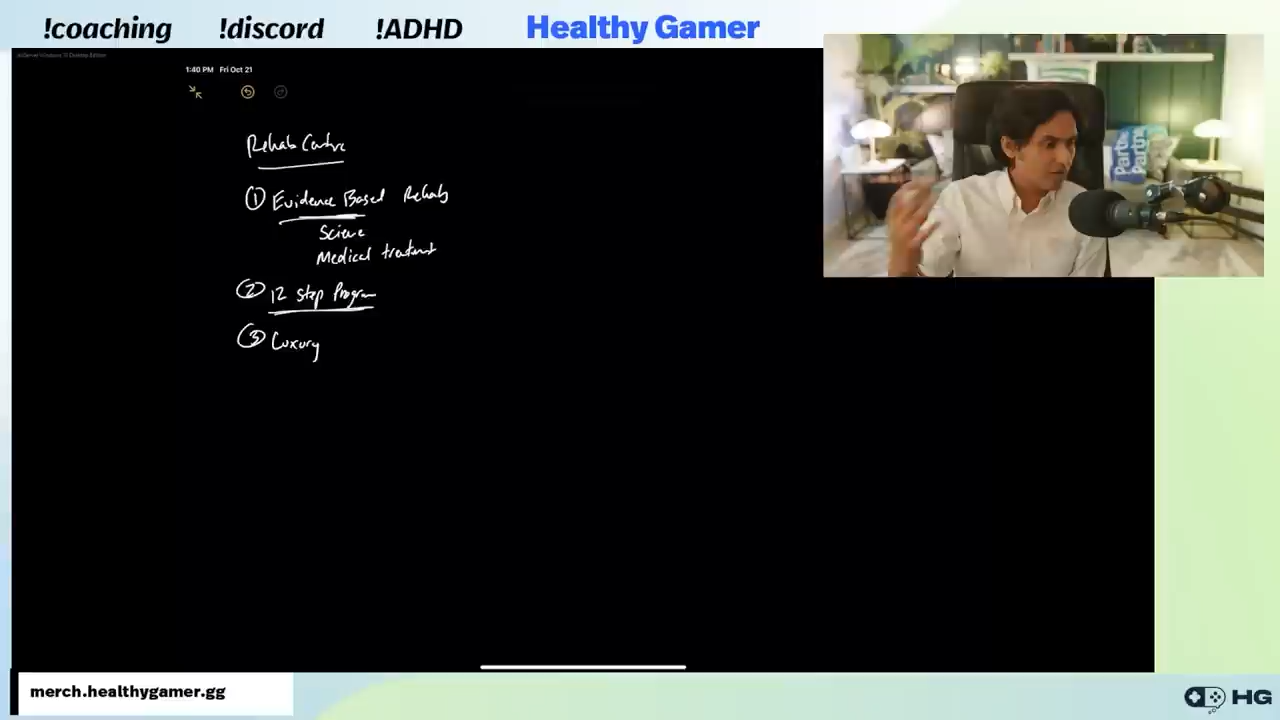 !coaching !discord !ADHD Healthy Gamer
1:40 PM Fri Oct 21
Rehab Centre
① Evidence Based Rehab
Science
Medical treatment
② 12 Step Program
③ Luxury
merch.healthygamer.gg
HG